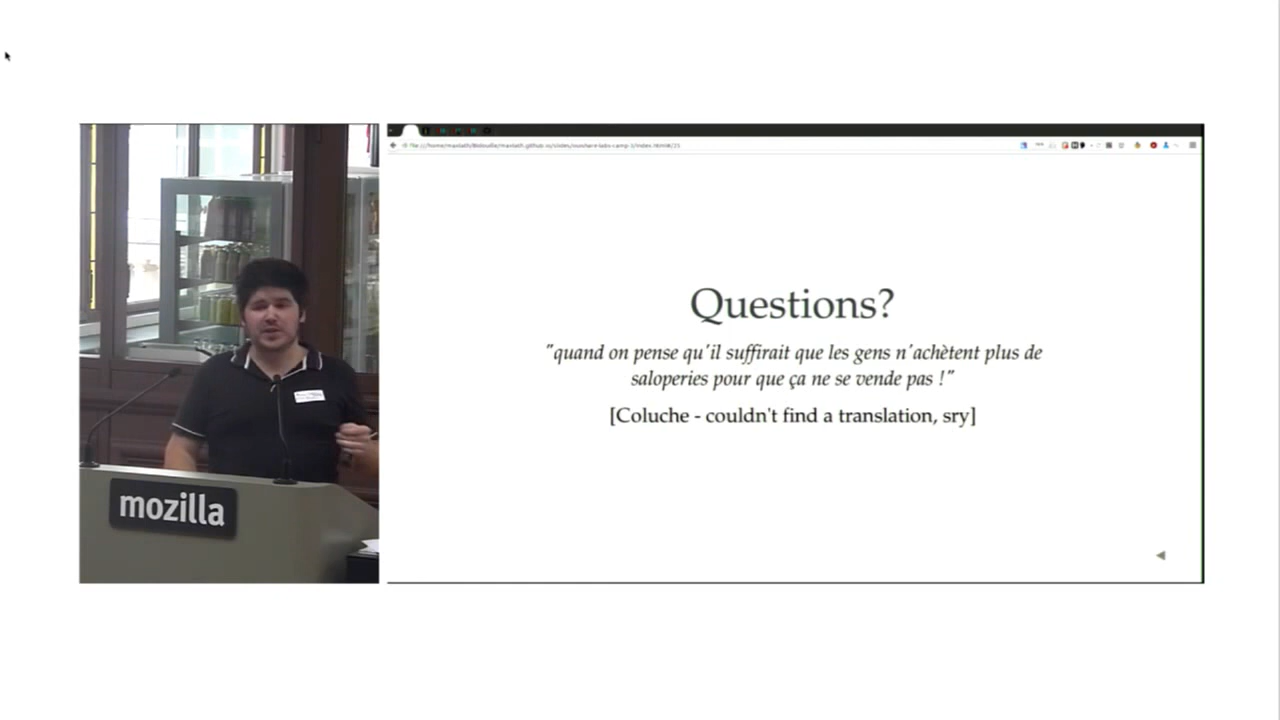 mozilla
Questions?
"quand on pense qu'il suffirait que les gens n'achètent plus de
saloperies pour que ça ne se vende pas !"
[Coluche - couldn't find a translation, sry]